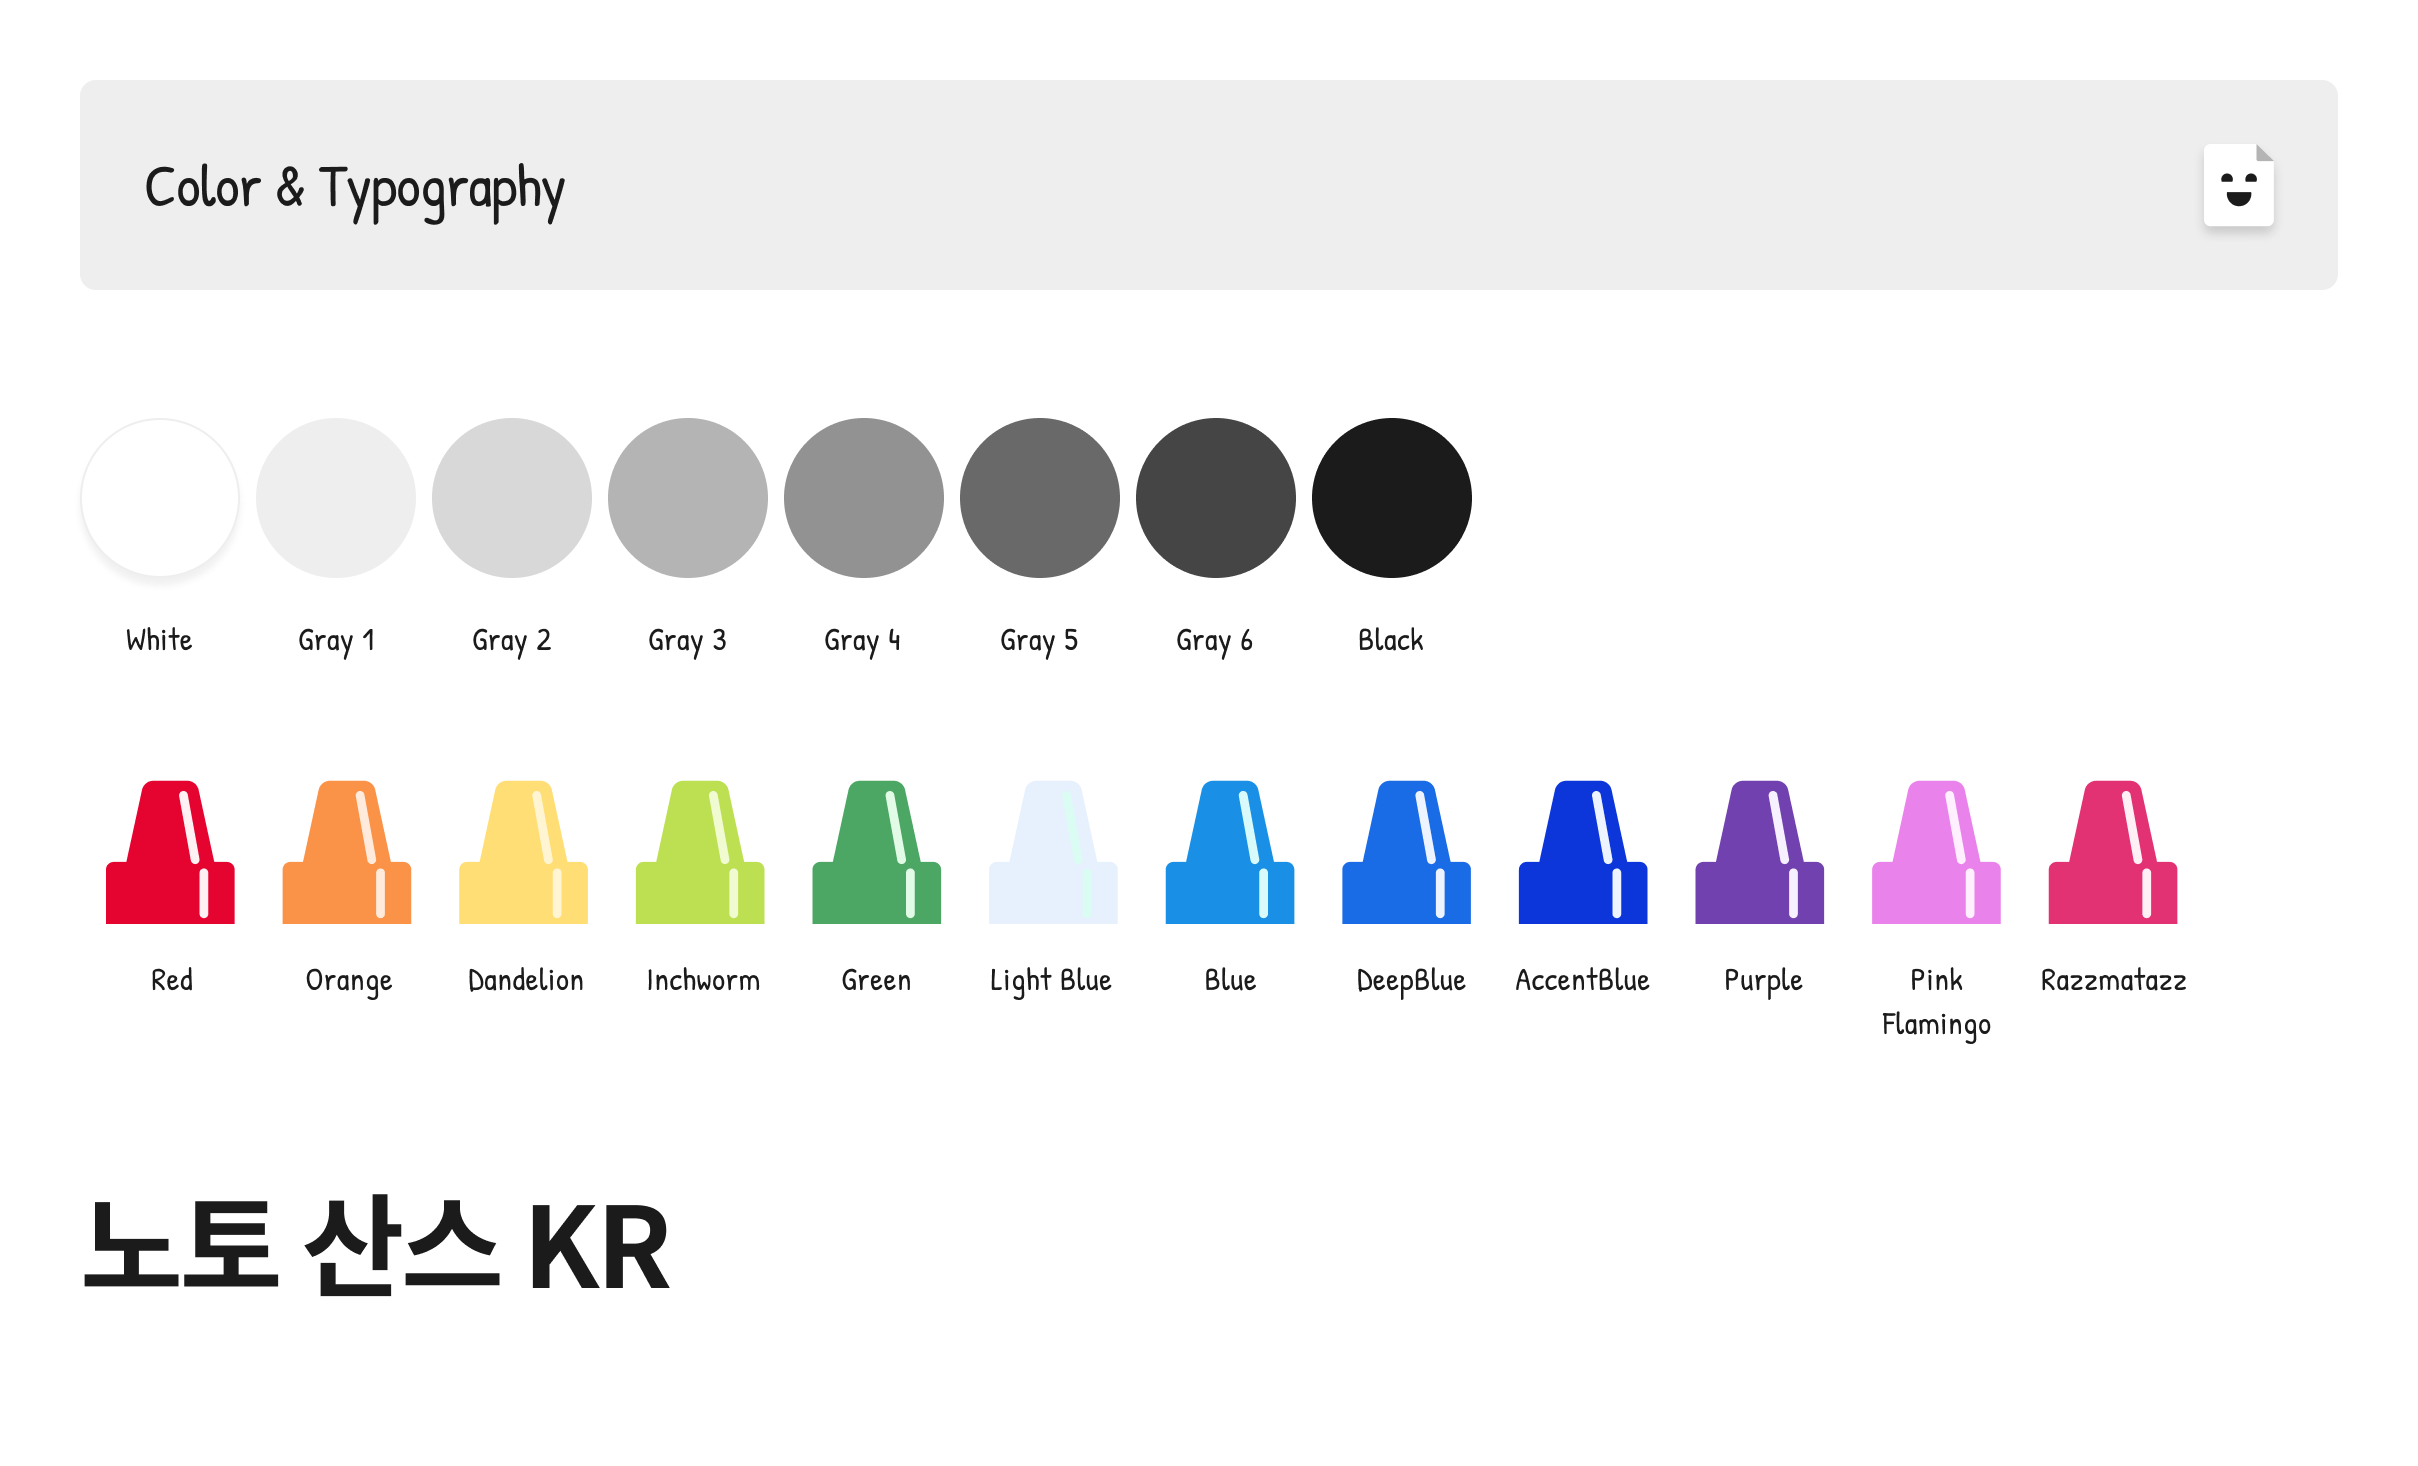 Color & Typography
White Gray 1 Gray 2 Gray 3 Gray 4 Gray 5 Gray 6 Black
Red Orange Dandelion Inchworm Green Light Blue Blue DeepBlue AccentBlue Purple Pink Flamingo Razzmatazz
노토 산스 KR